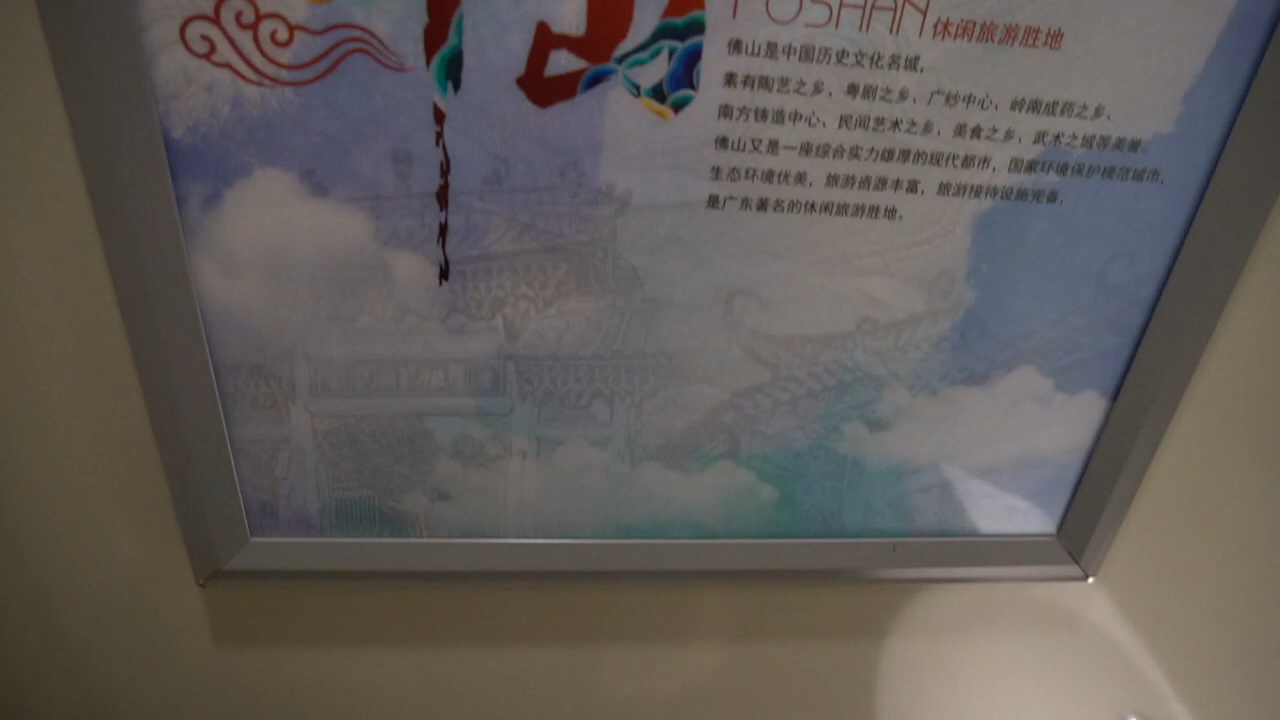 FOSHAN 休闲旅游胜地
佛山是中国历史文化名城，
素有陶艺之乡、粤剧之乡、广纱中心、岭南成药之乡、
南方铸造中心、民间艺术之乡、美食之乡、武术之城等美誉。
佛山又是一座综合实力雄厚的现代都市，国家环境保护模范城市，
生态环境优美，旅游资源丰富，旅游接待设施完备，
是广东著名的休闲旅游胜地。